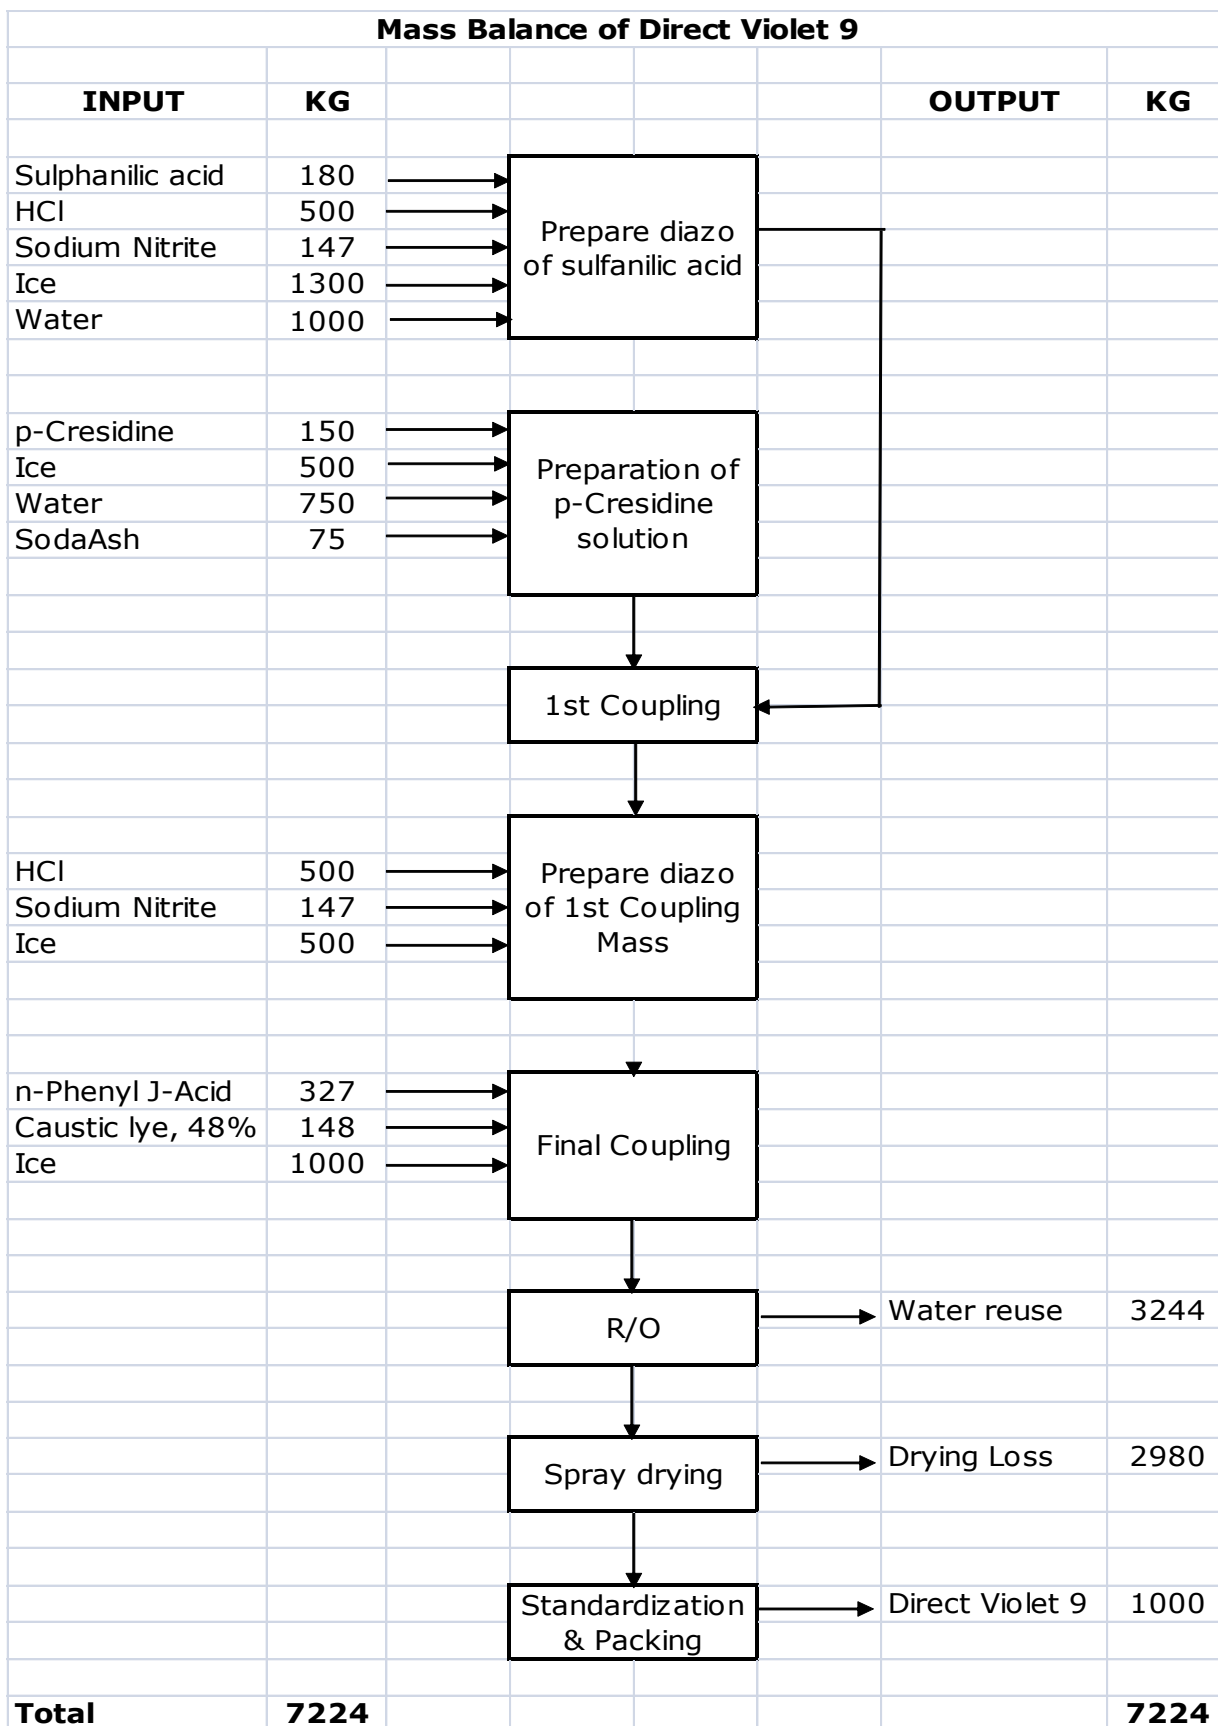 Mass Balance of Direct Violet 9
INPUT KG OUTPUT KG
Sulphanilic acid 180
HCl 500
Sodium Nitrite 147
Ice 1300
Water 1000
Prepare diazo
of sulfanilic acid
p-Cresidine 150
Ice 500
Water 750
SodaAsh 75
Preparation of
p-Cresidine
solution
1st Coupling
HCl 500
Sodium Nitrite 147
Ice 500
Prepare diazo
of 1st Coupling
Mass
n-Phenyl J-Acid 327
Caustic lye, 48% 148
Ice 1000
Final Coupling
R/O
Water reuse 3244
Spray drying
Drying Loss 2980
Standardization
& Packing
Direct Violet 9 1000
Total 7224 7224